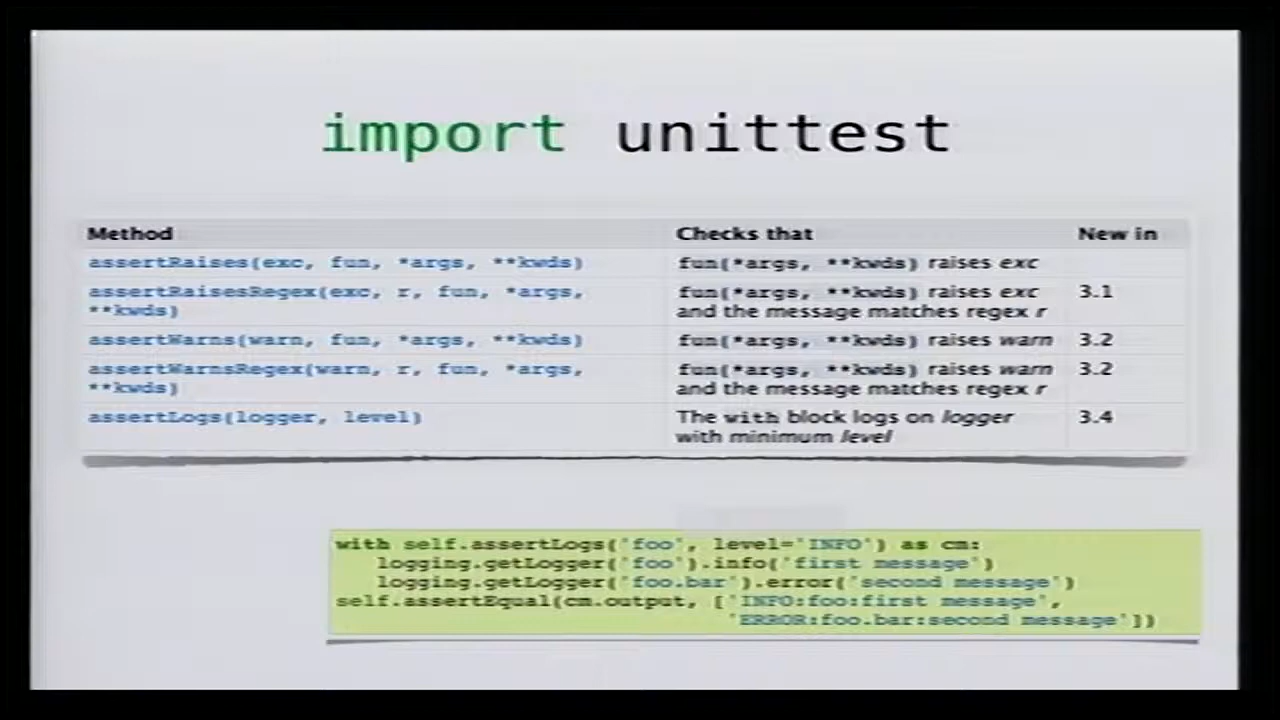 import unittest
Method Checks that New in
assertRaises(exc, fun, *args, **kwds) fun(*args, **kwds) raises exc
assertRaisesRegex(exc, r, fun, *args, fun(*args, **kwds) raises exc 3.1
**kwds) and the message matches regex r
assertWarns(warn, fun, *args, **kwds) fun(*args, **kwds) raises warn 3.2
assertWarnsRegex(warn, r, fun, *args, fun(*args, **kwds) raises warn 3.2
**kwds) and the message matches regex r
assertLogs(logger, level) The with block logs on logger 3.4
with minimum level
with self.assertLogs('foo', level='INFO') as cm:
logging.getLogger('foo').info('first message')
logging.getLogger('foo.bar').error('second message')
self.assertEqual(cm.output, ['INFO:foo:first message',
'ERROR:foo.bar:second message'])